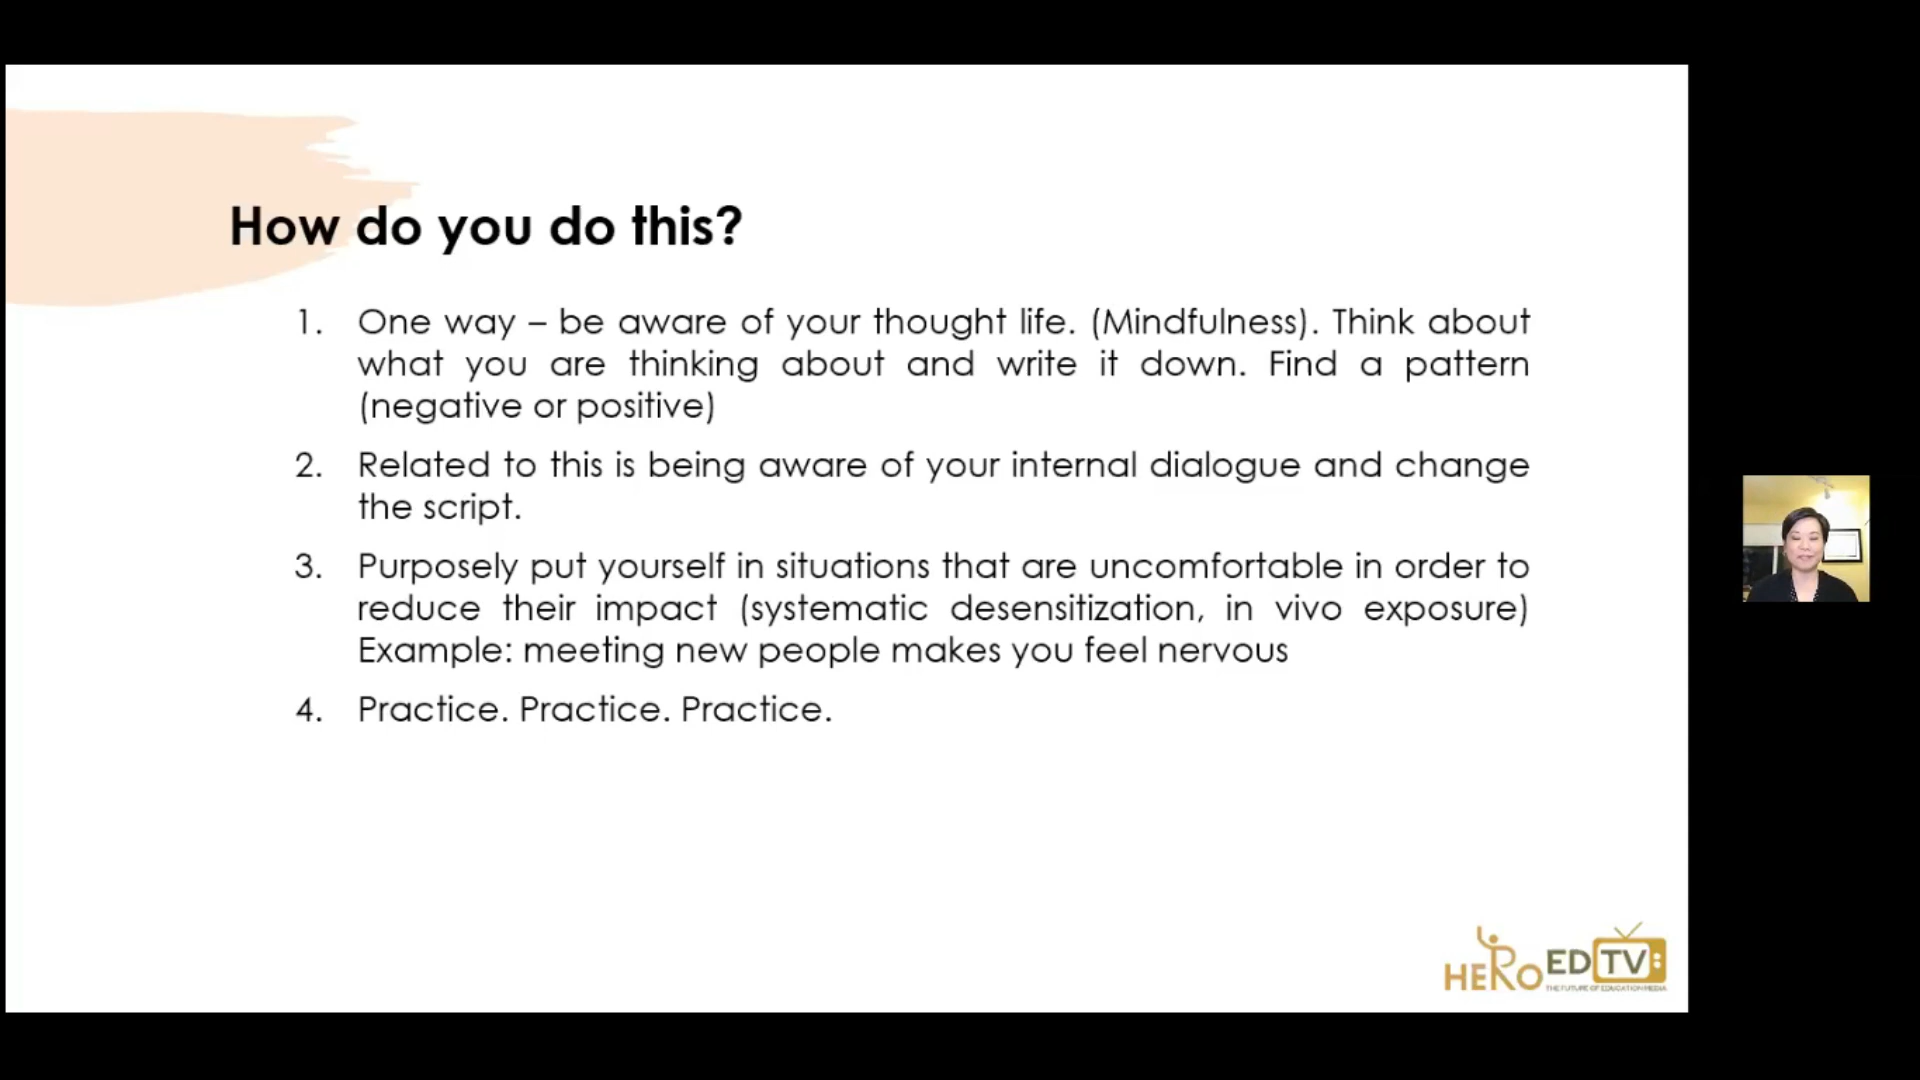 How do you do this?
1. One way – be aware of your thought life. (Mindfulness). Think about
what you are thinking about and write it down. Find a pattern
(negative or positive)
2. Related to this is being aware of your internal dialogue and change
the script.
3. Purposely put yourself in situations that are uncomfortable in order to
reduce their impact (systematic desensitization, in vivo exposure)
Example: meeting new people makes you feel nervous
4. Practice. Practice. Practice.
HERO ED TV
THE FUTURE OF EDUCATION MEDIA